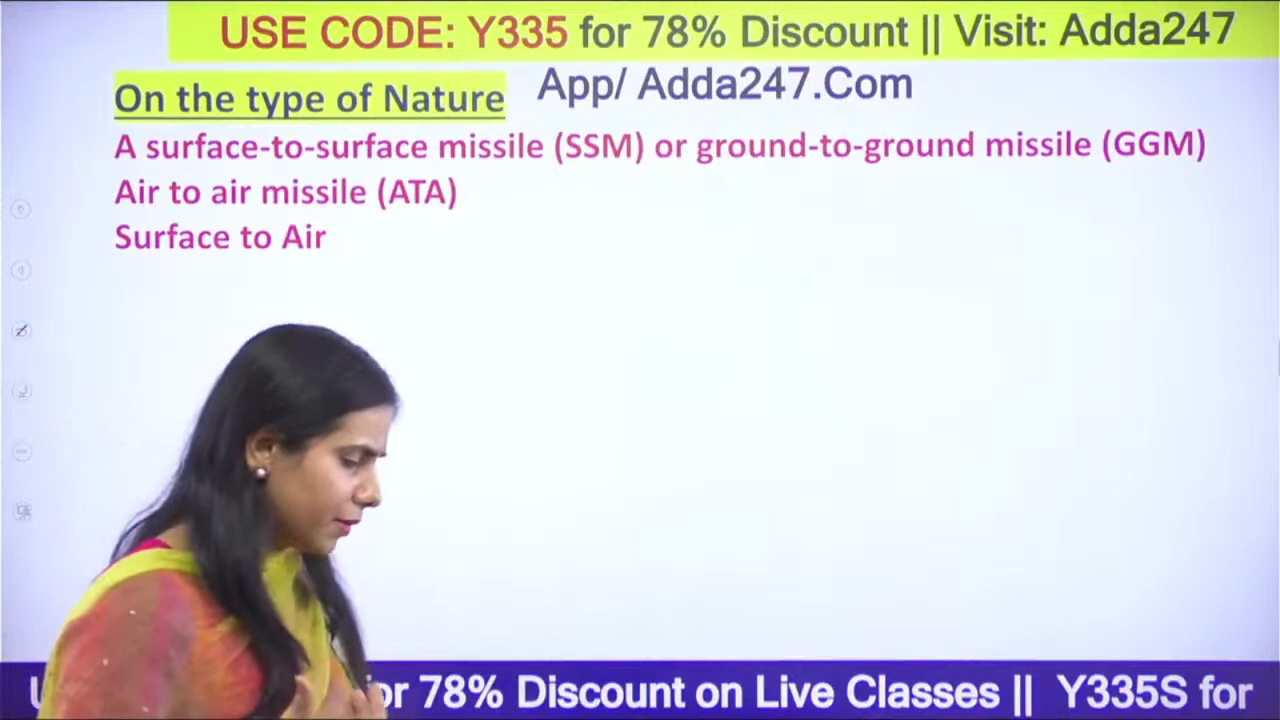 USE CODE: Y335 for 78% Discount || Visit: Adda247
App/ Adda247.Com
On the type of Nature
A surface-to-surface missile (SSM) or ground-to-ground missile (GGM)
Air to air missile (ATA)
Surface to Air
for 78% Discount on Live Classes || Y335S for